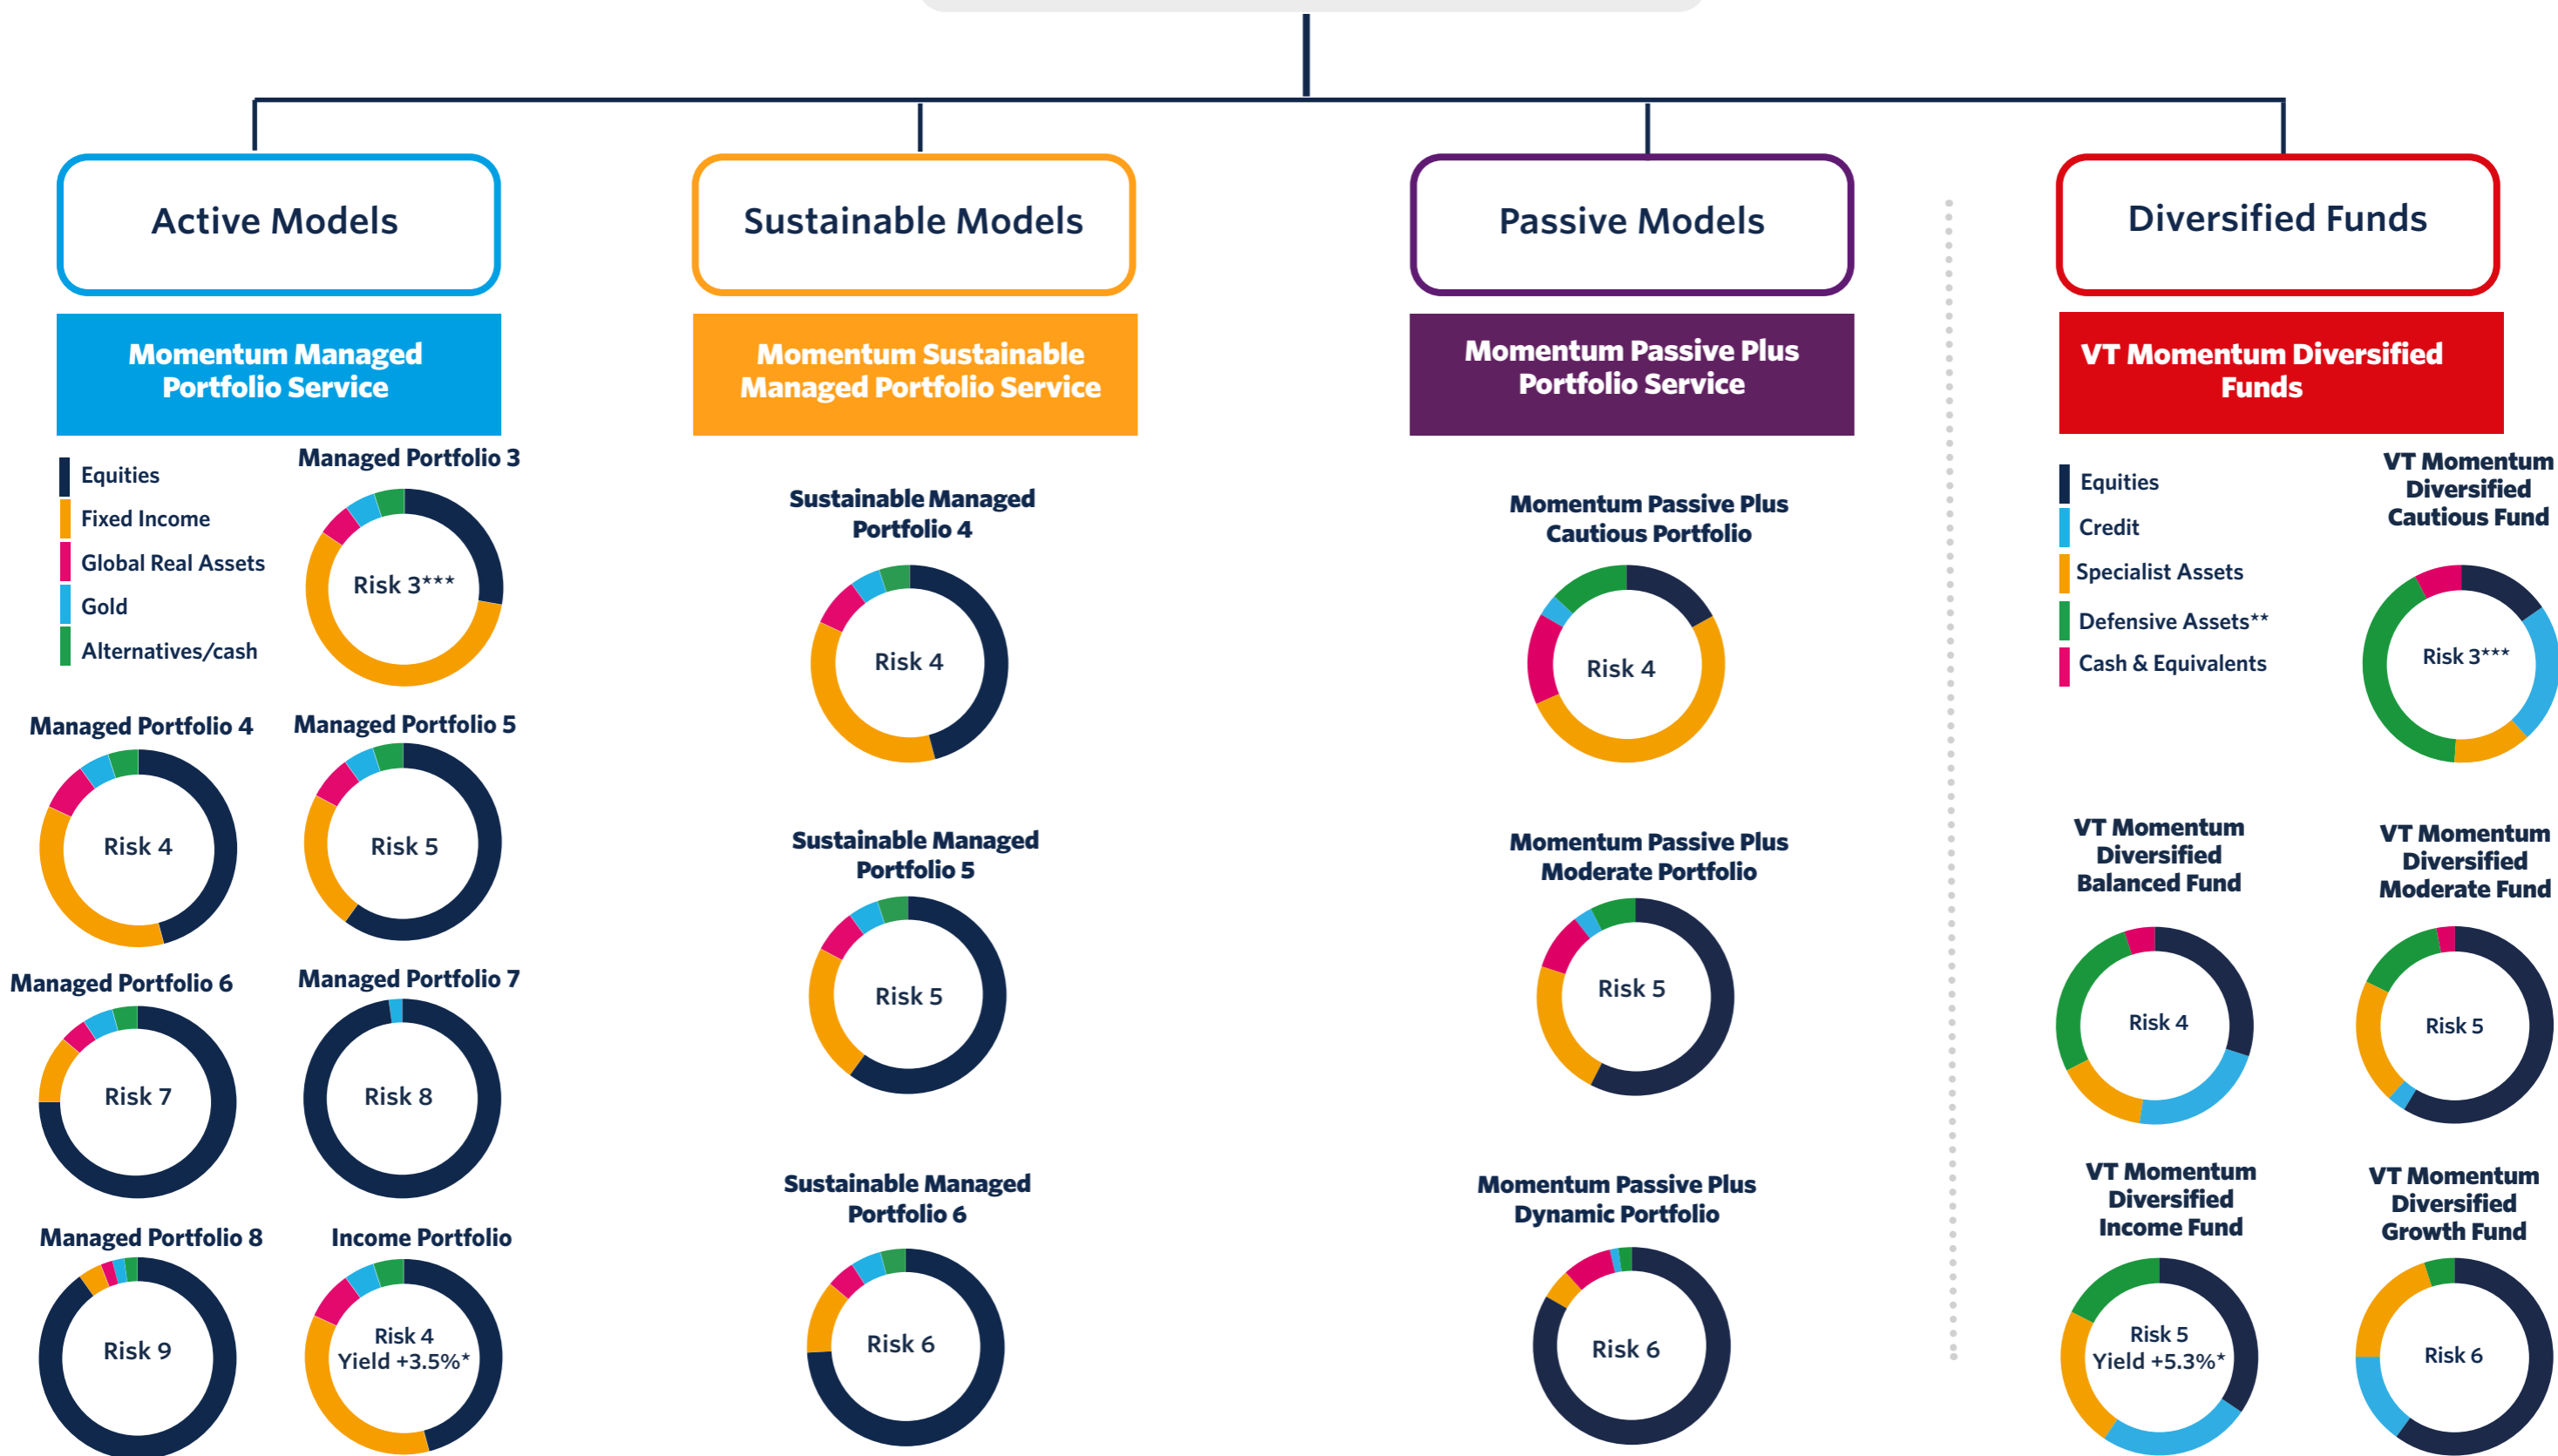 Active Models
Sustainable Models
Passive Models
Diversified Funds
Momentum Managed
Portfolio Service
Momentum Sustainable
Managed Portfolio Service
Momentum Passive Plus
Portfolio Service
VT Momentum Diversified
Funds
Equities
Fixed Income
Global Real Assets
Gold
Alternatives/cash
Managed Portfolio 3
Risk 3***
Managed Portfolio 4
Risk 4
Managed Portfolio 5
Risk 5
Managed Portfolio 6
Risk 7
Managed Portfolio 7
Risk 8
Managed Portfolio 8
Risk 9
Income Portfolio
Risk 4
Yield +3.5%*
Sustainable Managed
Portfolio 4
Risk 4
Sustainable Managed
Portfolio 5
Risk 5
Sustainable Managed
Portfolio 6
Risk 6
Momentum Passive Plus
Cautious Portfolio
Risk 4
Momentum Passive Plus
Moderate Portfolio
Risk 5
Momentum Passive Plus
Dynamic Portfolio
Risk 6
Equities
Credit
Specialist Assets
Defensive Assets**
Cash & Equivalents
VT Momentum
Diversified
Cautious Fund
Risk 3***
VT Momentum
Diversified
Balanced Fund
Risk 4
VT Momentum
Diversified
Moderate Fund
Risk 5
VT Momentum
Diversified
Income Fund
Risk 5
Yield +5.3%*
VT Momentum
Diversified
Growth Fund
Risk 6